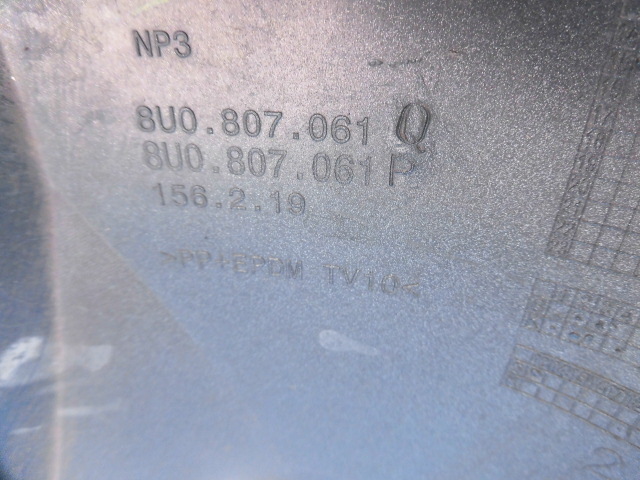 NP3
8U0.807.061 Q
8U0.807.061 P
156.2.19
>PP+EPDM TV10<